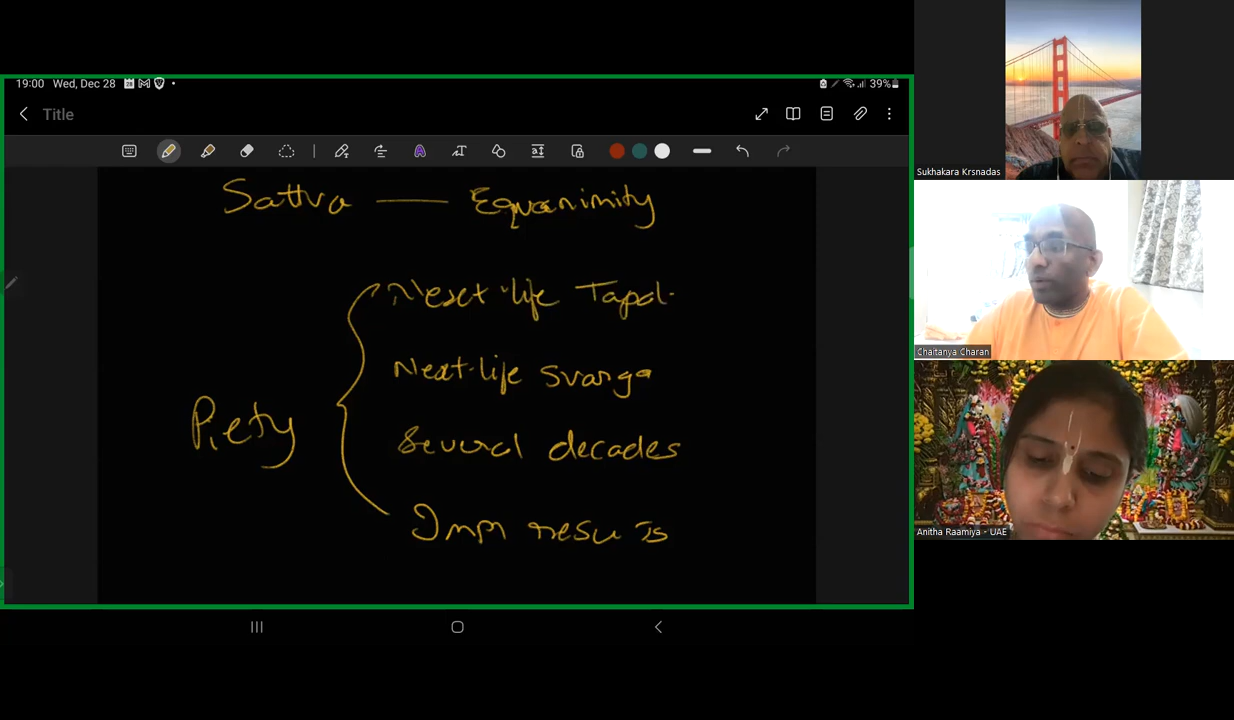 19:00 Wed, Dec 28
39%
Title
Sattva — Equanimity
Next-life Tapol.
Next-life Svarga
Piety
Several decades
Imm resu
Sukhakara Krsnadas
Chaitanya Charan
Anitha Raamiya - UAE